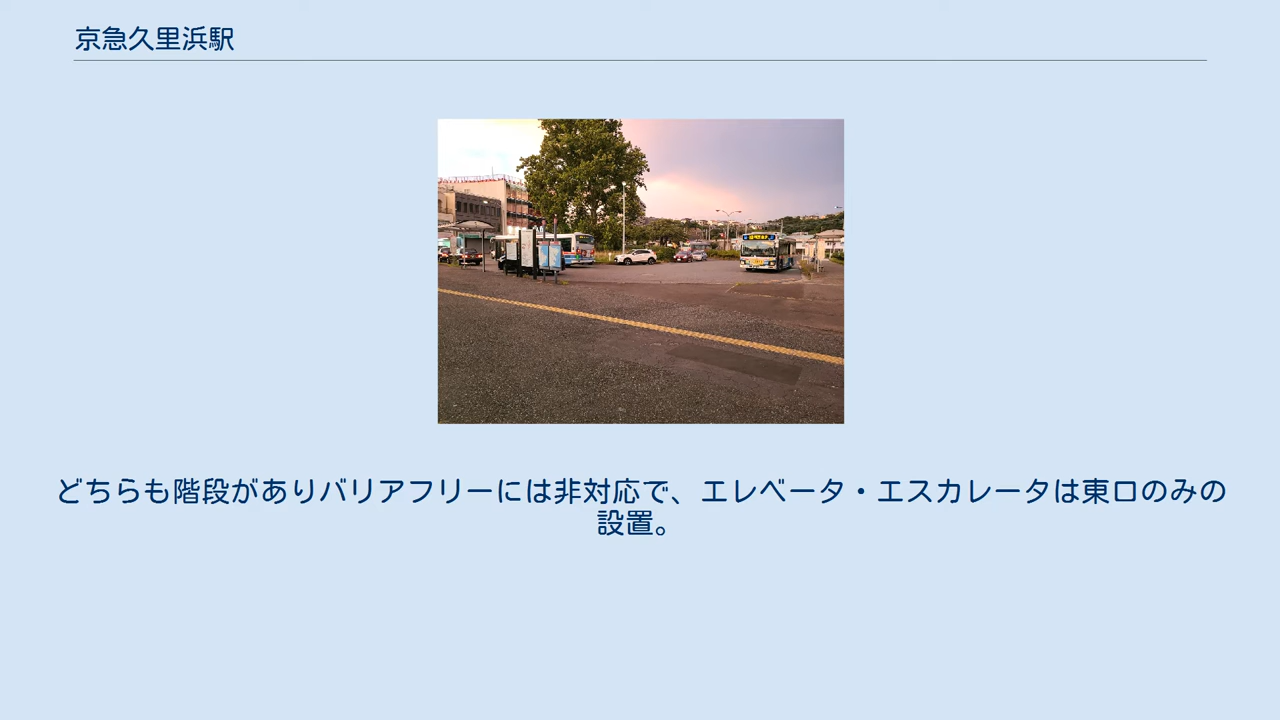 京急久里浜駅
どちらも階段がありバリアフリーには非対応で、エレベータ・エスカレータは東口のみの
設置。